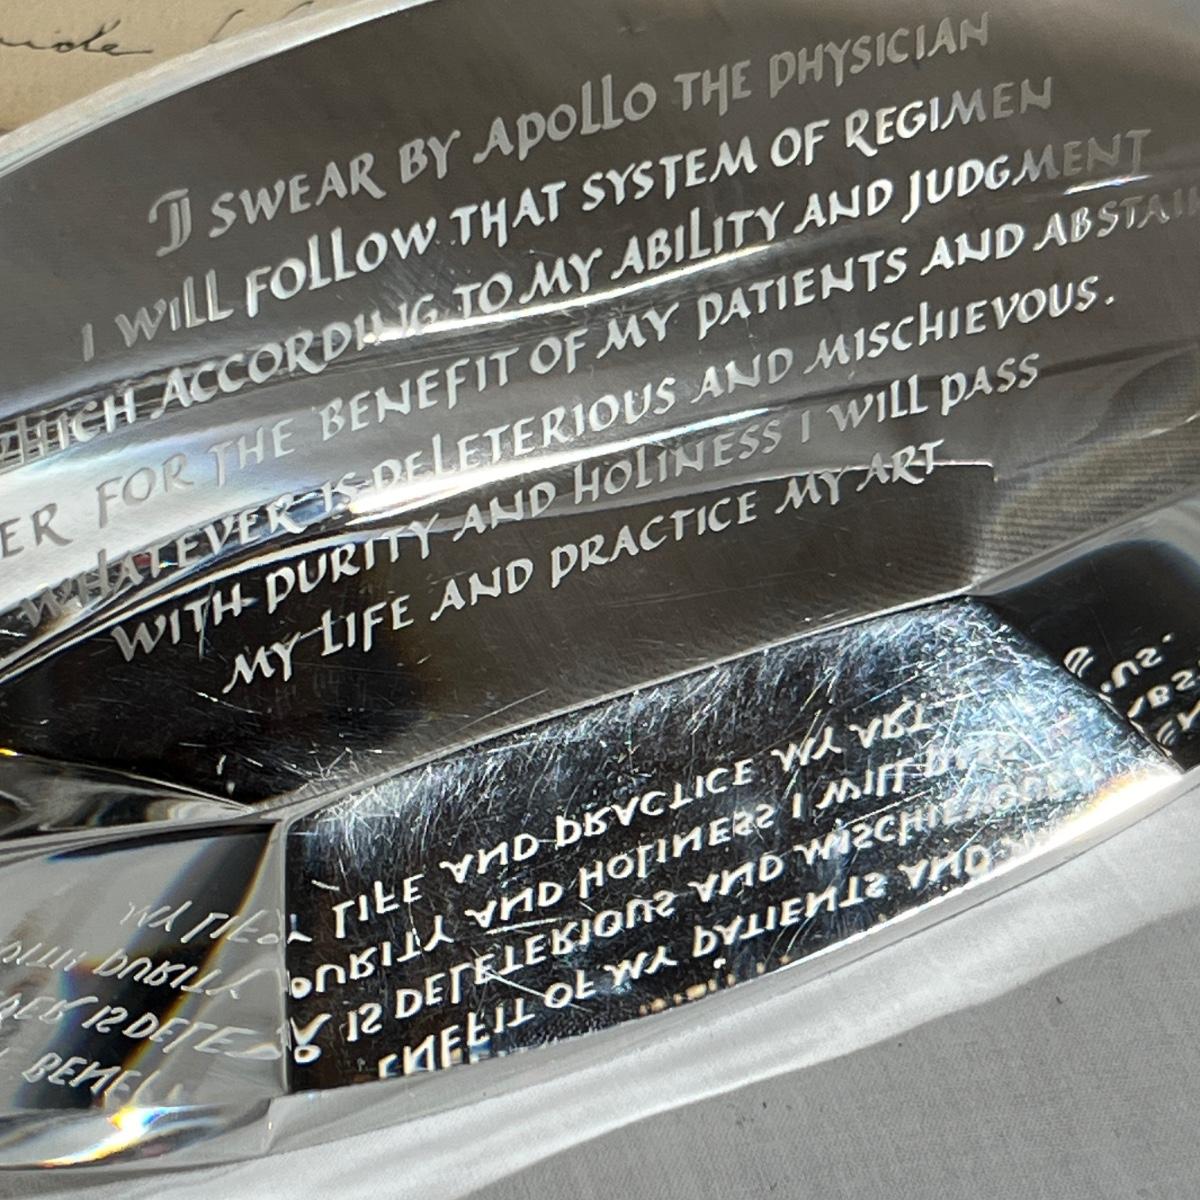 I SWEAR BY APOLLO THE PHYSICIAN
I WILL FOLLOW THAT SYSTEM OF REGIMEN
WHICH ACCORDING TO MY ABILITY AND JUDGMENT
ER FOR THE BENEFIT OF MY PATIENTS AND ABSTAI
WHATEVER IS DELETERIOUS AND MISCHIEVOUS.
WITH PURITY AND HOLINESS I WILL PASS
MY LIFE AND PRACTICE MY ART